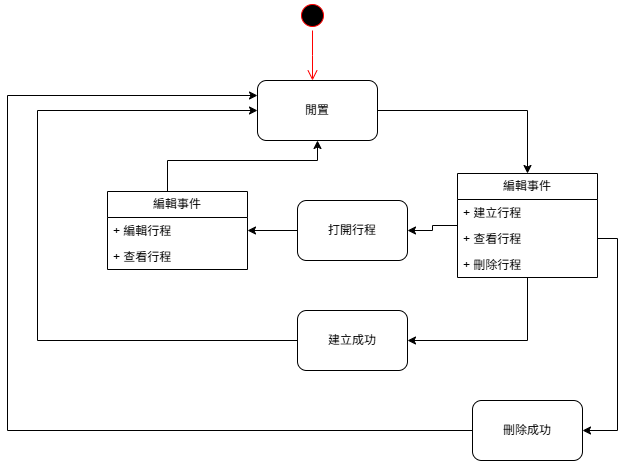 閒置
編輯事件
+ 建立行程
+ 查看行程
+ 刪除行程
編輯事件
+ 編輯行程
+ 查看行程
打開行程
建立成功
刪除成功